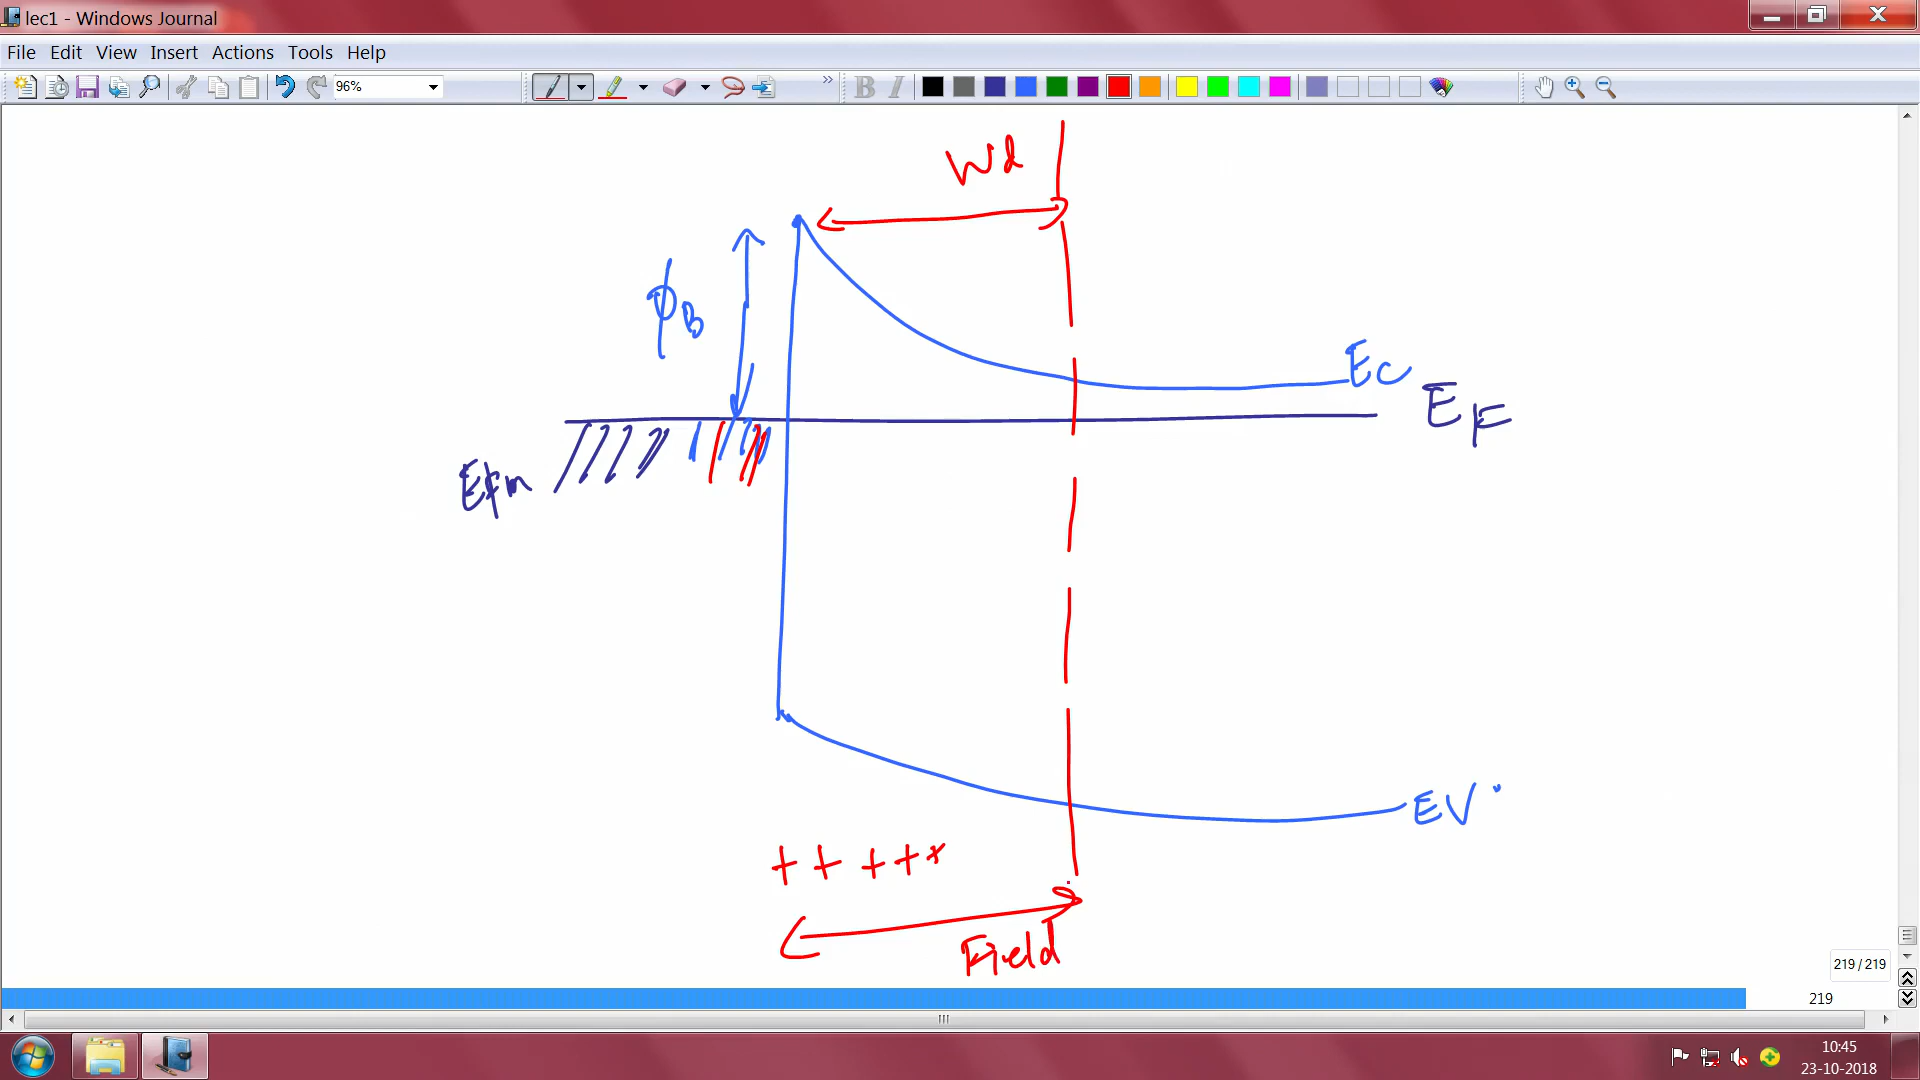 lec1 - Windows Journal
File Edit View Insert Actions Tools Help
96%
B I
Wd
ϕB
Ec
EF
Efm
EV
+ + + + +
Field
219 / 219
219
10:45
23-10-2018